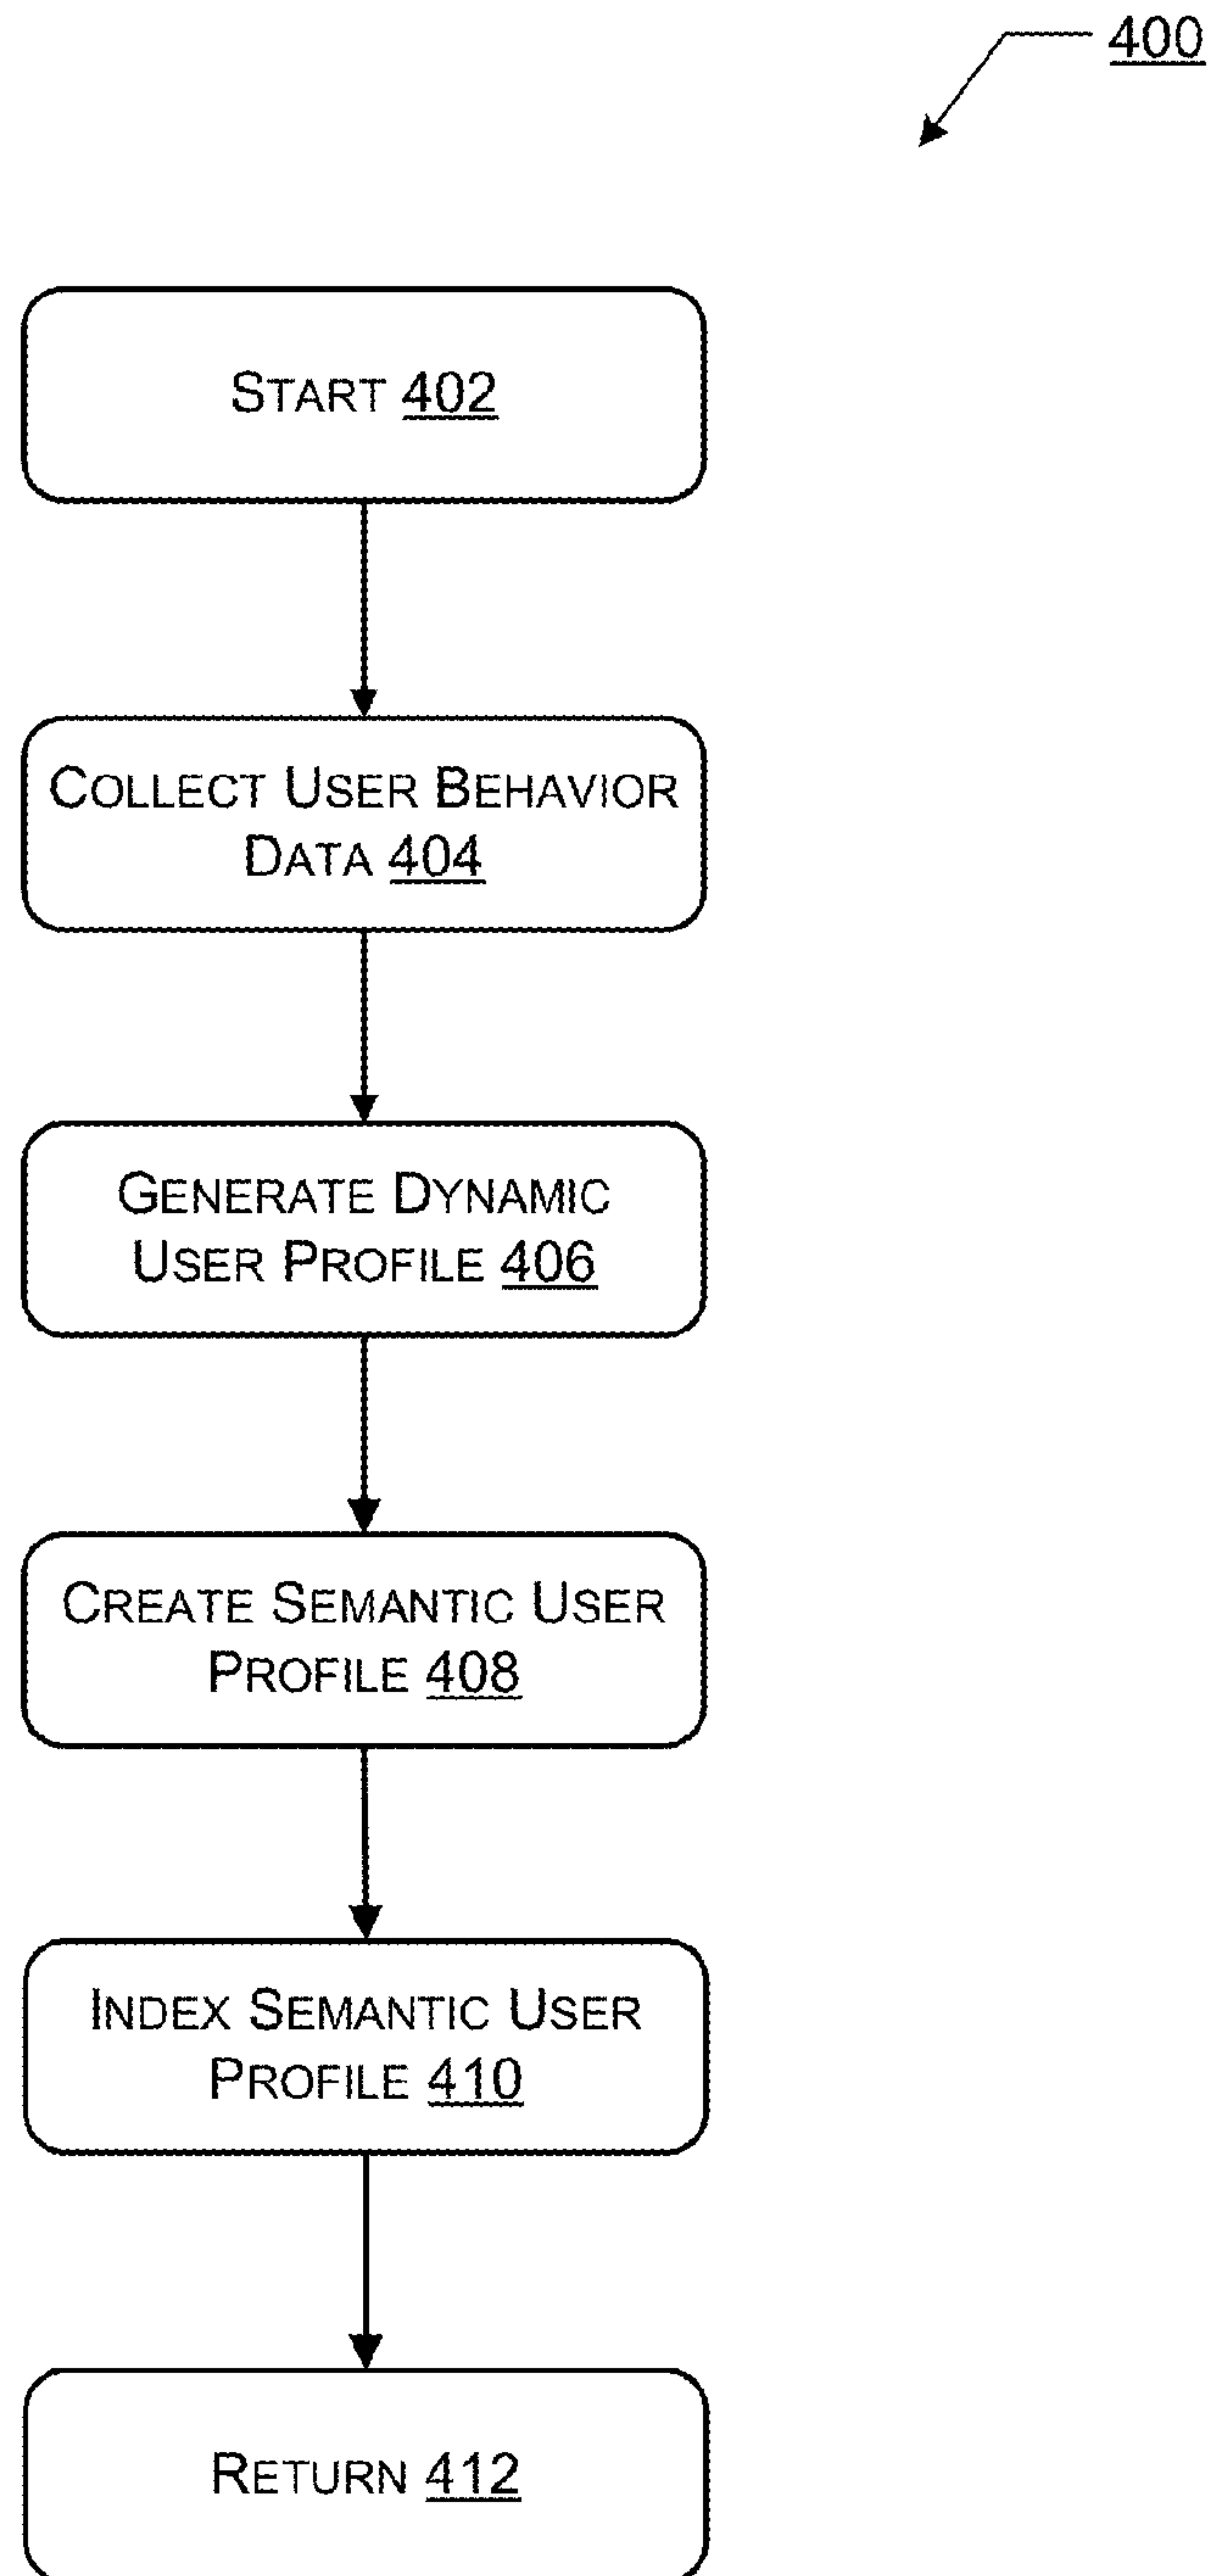 400
START 402
COLLECT USER BEHAVIOR
DATA 404
GENERATE DYNAMIC
USER PROFILE 406
CREATE SEMANTIC USER
PROFILE 408
INDEX SEMANTIC USER
PROFILE 410
RETURN 412